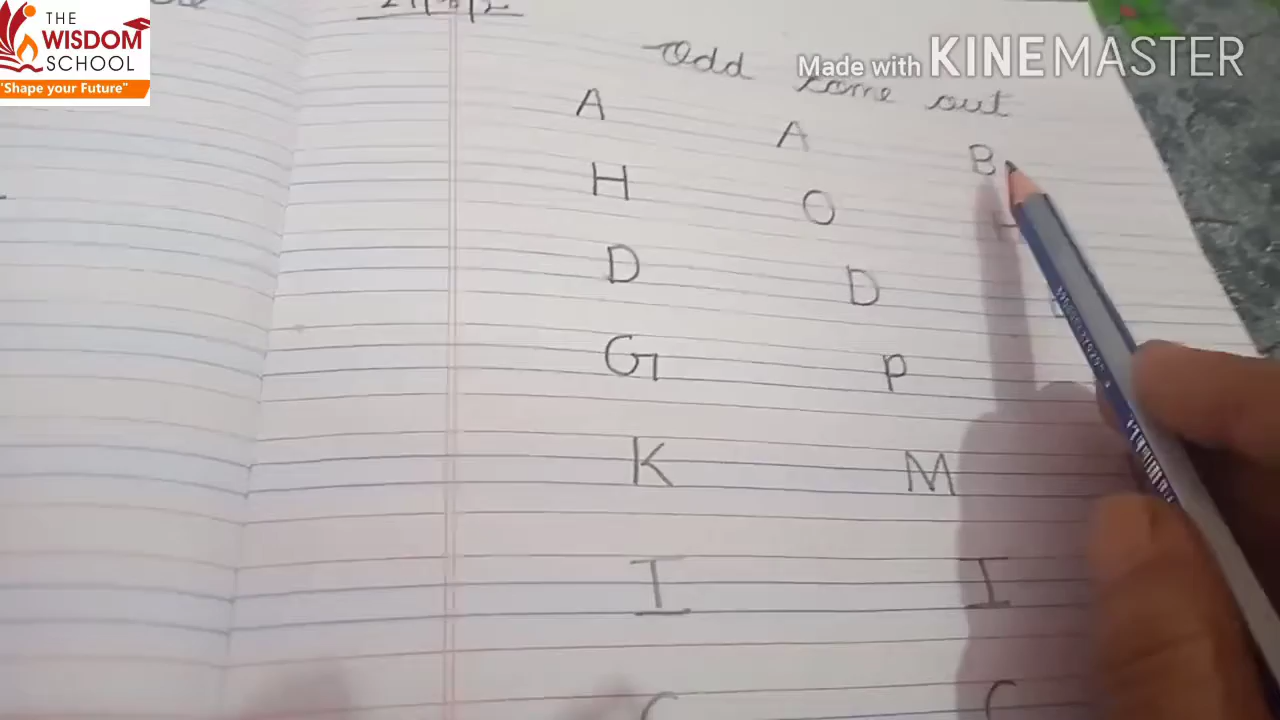 THE
WISDOM
SCHOOL
"Shape your Future"
Made with KINEMASTER
Odd come out
A A B
H O H
D D
G P
K M
I I
C C